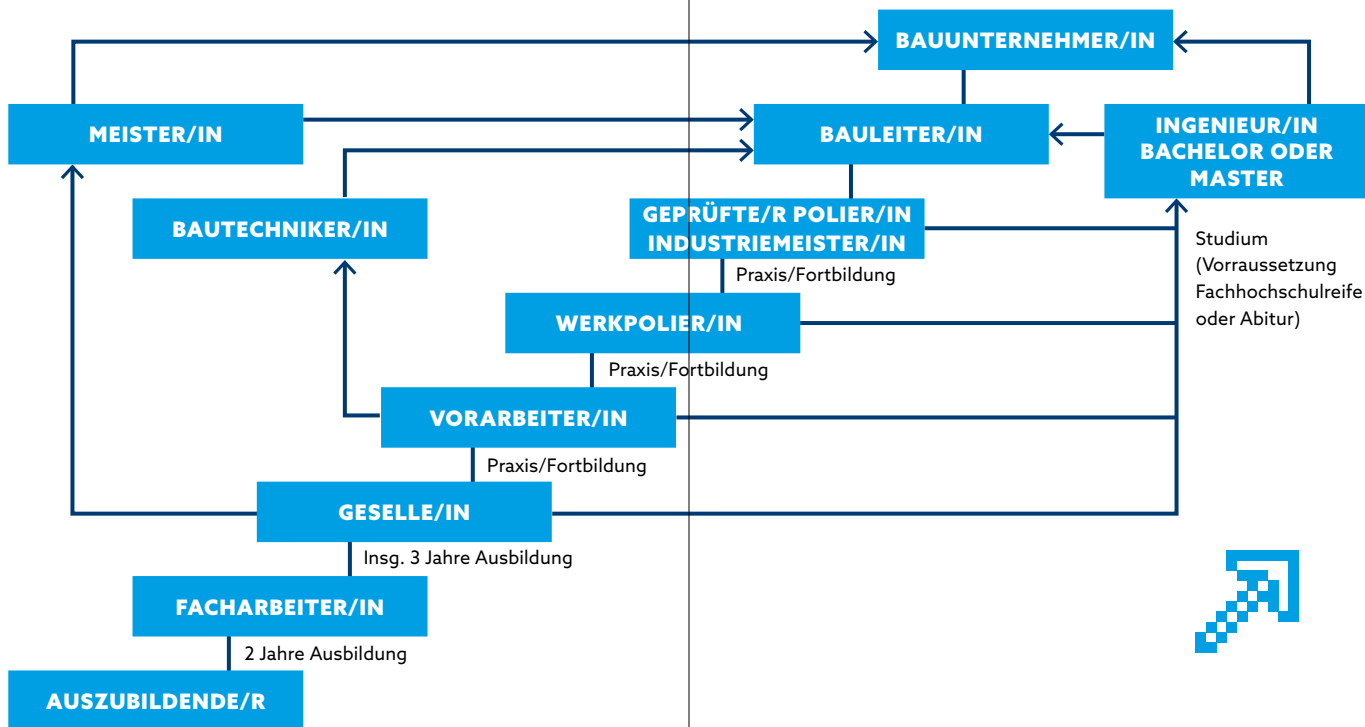 BAUUNTERNEHMER/IN
MEISTER/IN
BAULEITER/IN
INGENIEUR/IN
BACHELOR ODER
MASTER
BAUTECHNIKER/IN
GEPRÜFTE/R POLIER/IN
INDUSTRIEMEISTER/IN
Studium
(Vorraussetzung
Fachhochschulreife
oder Abitur)
Praxis/Fortbildung
WERKPOLIER/IN
Praxis/Fortbildung
VORARBEITER/IN
Praxis/Fortbildung
GESELLE/IN
Insg. 3 Jahre Ausbildung
FACHARBEITER/IN
2 Jahre Ausbildung
AUSZUBILDENDE/R